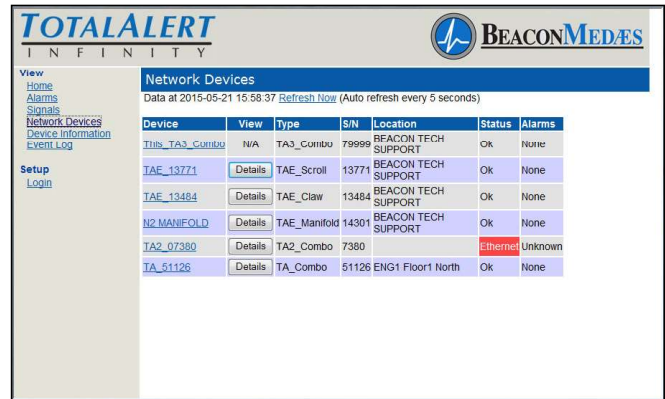 TOTALALERT
INFINITY
BEACONMEDÆS
View
Home
Alarms
Signals
Network Devices
Device Information
Event Log
Setup
Login
Network Devices
Data at 2015-05-21 15:58:37 Refresh Now (Auto refresh every 5 seconds)
Device View Type S/N Location Status Alarms
This_TA3_Combo N/A TA3_Combo 79999 BEACON TECH SUPPORT Ok None
TAE_13771 Details TAE_Scroll 13771 BEACON TECH SUPPORT Ok None
TAE_13484 Details TAE_Claw 13484 BEACON TECH SUPPORT Ok None
N2 MANIFOLD Details TAE_Manifold 14301 BEACON TECH SUPPORT Ok None
TA2_07380 Details TA2_Combo 7380 Ethernet Unknown
TA_51126 Details TA_Combo 51126 ENG1 Floor1 North Ok None